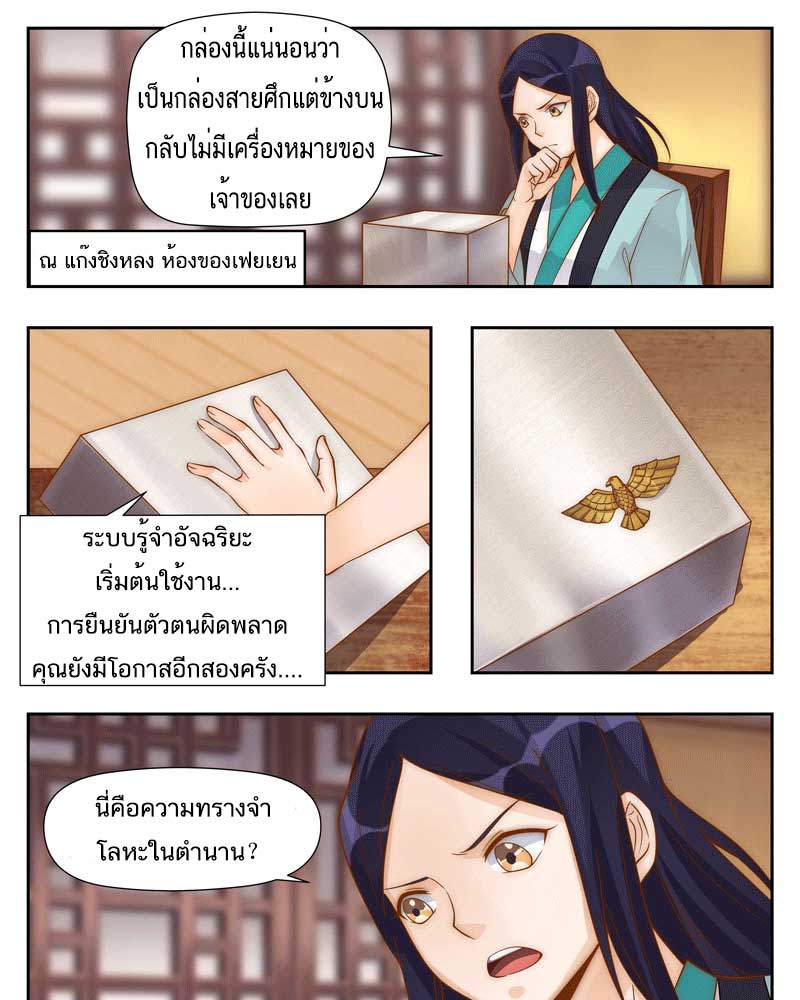 กล่องนี้แน่นอนว่า
เป็นกล่องสายศึกแต่ข้างบน
กลับไม่มีเครื่องหมายของ
เจ้าของเลย
ณ แก๊งชิงหลง ห้องของเฟยเยน
ระบบรู้จำอัจฉริยะ
เริ่มต้นใช้งาน...
การยืนยันตัวตนผิดพลาด
คุณยังมีโอกาสอีกสองครัง....
นี่คือความทรางจำ
โลหะในตำนาน?